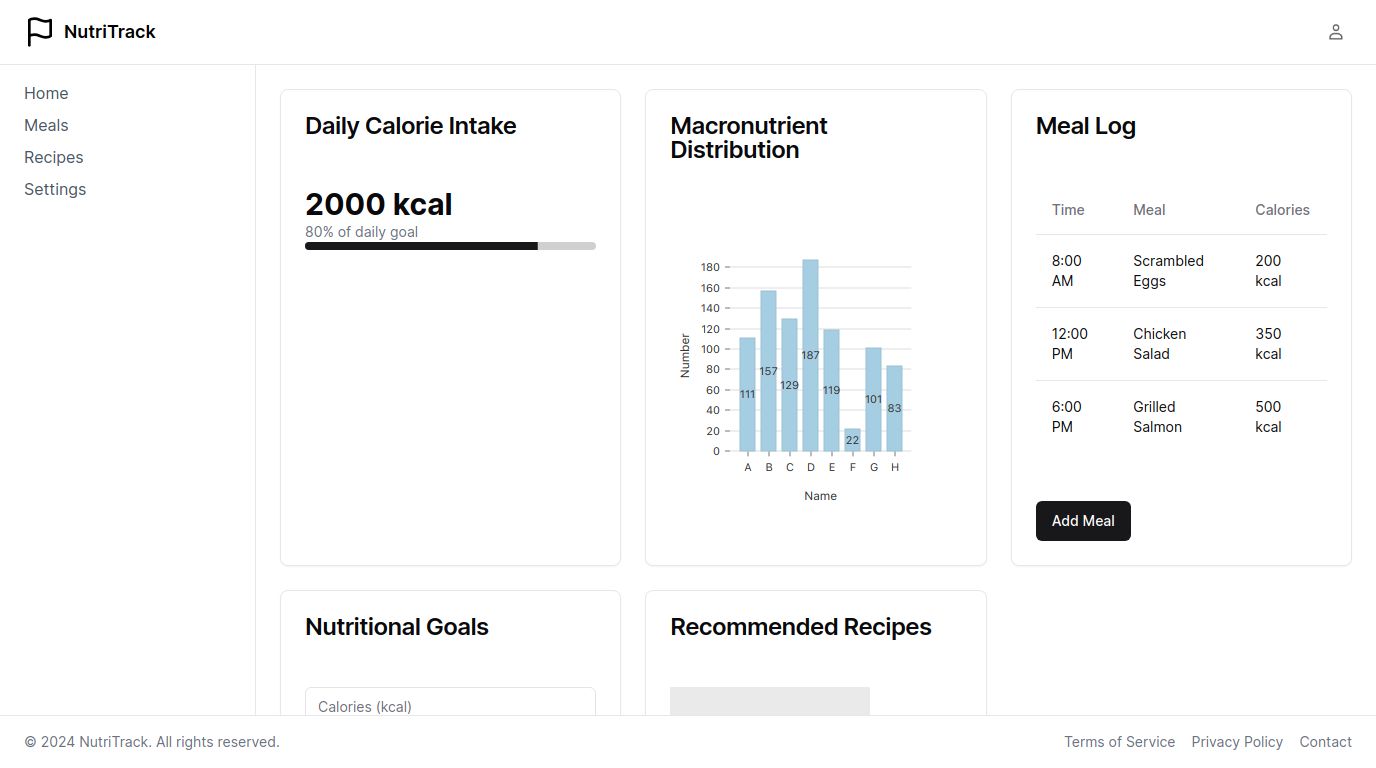 NutriTrack
Home
Meals
Recipes
Settings
Daily Calorie Intake
2000 kcal
80% of daily goal
Macronutrient
Distribution
180
160
140
120
100
80
60
40
20
0
Number
111
157
129
187
119
22
101
83
A B C D E F G H
Name
Meal Log
Time Meal Calories
8:00 Scrambled 200
AM Eggs kcal
12:00 Chicken 350
PM Salad kcal
6:00 Grilled 500
PM Salmon kcal
Add Meal
Nutritional Goals
Calories (kcal)
Recommended Recipes
© 2024 NutriTrack. All rights reserved.
Terms of Service Privacy Policy Contact